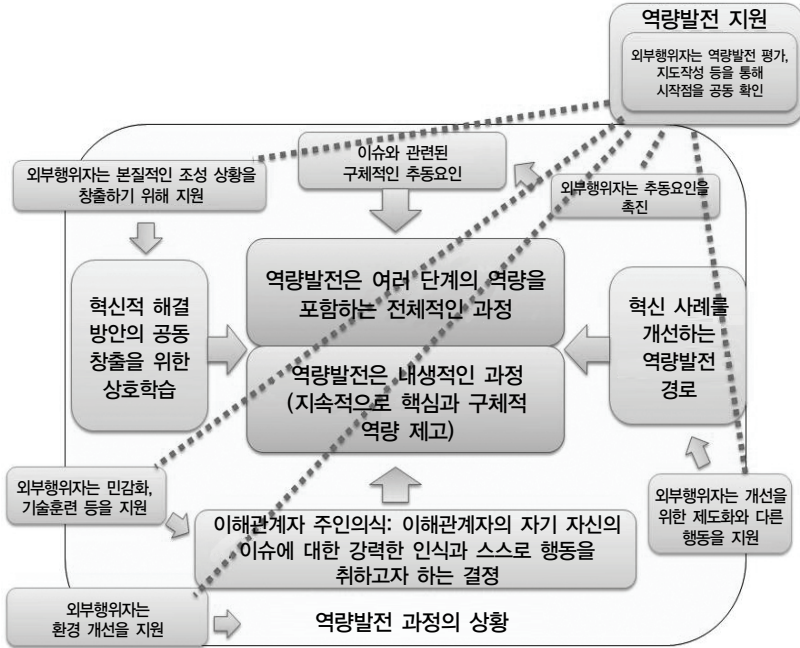 역량발전 지원
외부행위자는 역량발전 평가,
지도작성 등을 통해
시작점을 공동 확인
외부행위자는 본질적인 조성 상황을
창출하기 위해 지원
이슈와 관련된
구체적인 추동요인
외부행위자는 추동요인을
촉진
혁신적 해결
방안의 공동
창출을 위한
상호학습
역량발전은 여러 단계의 역량을
포함하는 전체적인 과정
역량발전은 내생적인 과정
(지속적으로 핵심과 구체적
역량 제고)
혁신 사례를
개선하는
역량발전
경로
외부행위자는 민감화,
기술훈련 등을 지원
이해관계자 주인의식: 이해관계자의 자기 자신의
이슈에 대한 강력한 인식과 스스로 행동을
취하고자 하는 결정
외부행위자는 개선을
위한 제도화와 다른
행동을 지원
외부행위자는
환경 개선을 지원
역량발전 과정의 상황